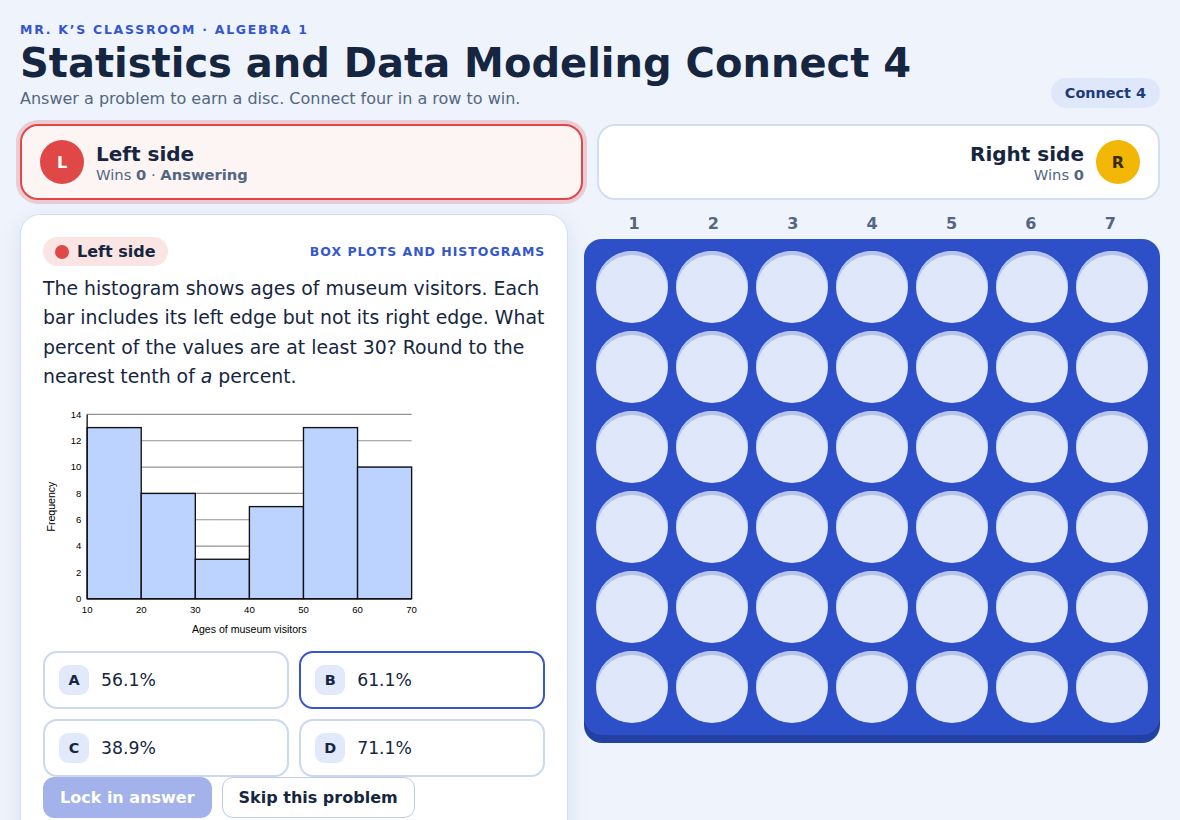 MR. K’S CLASSROOM · ALGEBRA 1
Statistics and Data Modeling Connect 4
Answer a problem to earn a disc. Connect four in a row to win.
Connect 4
L
Left side
Wins 0 · Answering
Right side
Wins 0
R
Left side
BOX PLOTS AND HISTOGRAMS
The histogram shows ages of museum visitors. Each
bar includes its left edge but not its right edge. What
percent of the values are at least 30? Round to the
nearest tenth of a percent.
14
12
10
8
6
4
2
0
Frequency
10 20 30 40 50 60 70
Ages of museum visitors
A 56.1%
B 61.1%
C 38.9%
D 71.1%
Lock in answer
Skip this problem
1 2 3 4 5 6 7